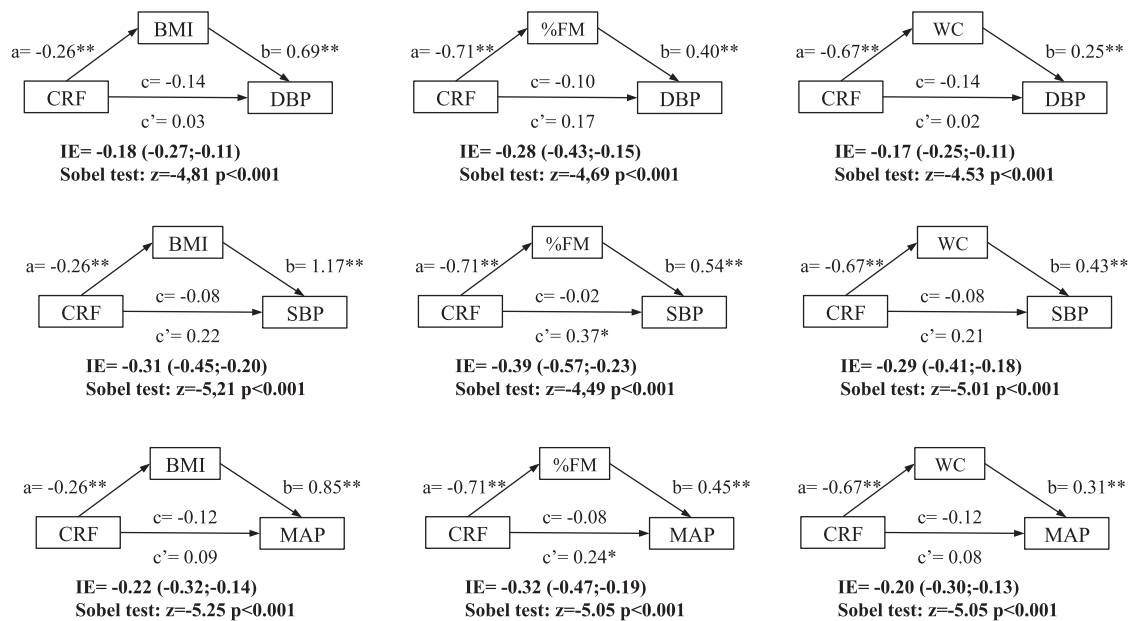 BMI
a= -0.26**
b= 0.69**
CRF
c= -0.14
DBP
c’= 0.03
IE= -0.18 (-0.27;-0.11)
Sobel test: z=-4,81 p<0.001
%FM
a= -0.71**
b= 0.40**
CRF
c= -0.10
DBP
c’= 0.17
IE= -0.28 (-0.43;-0.15)
Sobel test: z=-4,69 p<0.001
WC
a= -0.67**
b= 0.25**
CRF
c= -0.14
DBP
c’= 0.02
IE= -0.17 (-0.25;-0.11)
Sobel test: z=-4.53 p<0.001
BMI
a= -0.26**
b= 1.17**
CRF
c= -0.08
SBP
c’= 0.22
IE= -0.31 (-0.45;-0.20)
Sobel test: z=-5,21 p<0.001
%FM
a= -0.71**
b= 0.54**
CRF
c= -0.02
SBP
c’= 0.37*
IE= -0.39 (-0.57;-0.23)
Sobel test: z=-4,49 p<0.001
WC
a= -0.67**
b= 0.43**
CRF
c= -0.08
SBP
c’= 0.21
IE= -0.29 (-0.41;-0.18)
Sobel test: z=-5.01 p<0.001
BMI
a= -0.26**
b= 0.85**
CRF
c= -0.12
MAP
c’= 0.09
IE= -0.22 (-0.32;-0.14)
Sobel test: z=-5.25 p<0.001
%FM
a= -0.71**
b= 0.45**
CRF
c= -0.08
MAP
c’= 0.24*
IE= -0.32 (-0.47;-0.19)
Sobel test: z=-5.05 p<0.001
WC
a= -0.67**
b= 0.31**
CRF
c= -0.12
MAP
c’= 0.08
IE= -0.20 (-0.30;-0.13)
Sobel test: z=-5.05 p<0.001